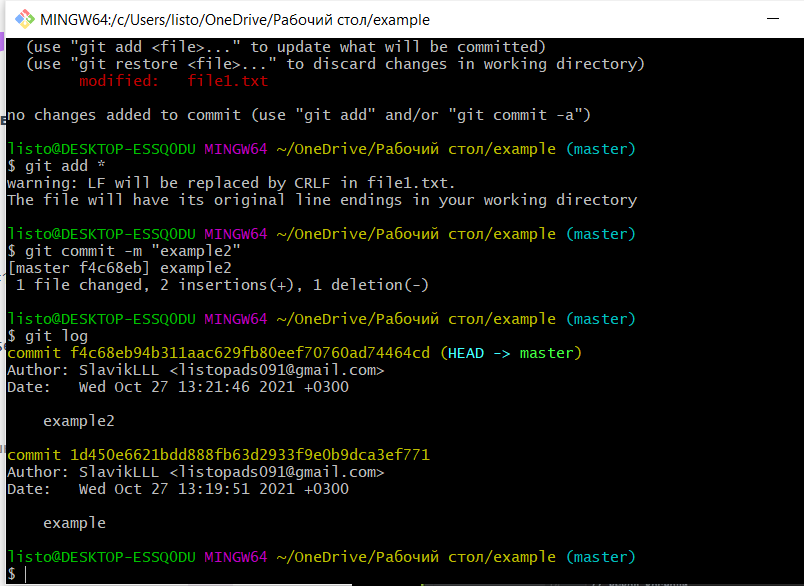 MINGW64:/c/Users/listo/OneDrive/Рабочий стол/example
(use "git add <file>..." to update what will be committed)
(use "git restore <file>..." to discard changes in working directory)
modified:   file1.txt
no changes added to commit (use "git add" and/or "git commit -a")
listo@DESKTOP-ESSQ0DU MINGW64 ~/OneDrive/Рабочий стол/example (master)
$ git add *
warning: LF will be replaced by CRLF in file1.txt.
The file will have its original line endings in your working directory
listo@DESKTOP-ESSQ0DU MINGW64 ~/OneDrive/Рабочий стол/example (master)
$ git commit -m "example2"
[master f4c68eb] example2
1 file changed, 2 insertions(+), 1 deletion(-)
listo@DESKTOP-ESSQ0DU MINGW64 ~/OneDrive/Рабочий стол/example (master)
$ git log
commit f4c68eb94b311aac629fb80eef70760ad74464cd (HEAD -> master)
Author: SlavikLLL <listopads091@gmail.com>
Date:   Wed Oct 27 13:21:46 2021 +0300
example2
commit 1d450e6621bdd888fb63d2933f9e0b9dca3ef771
Author: SlavikLLL <listopads091@gmail.com>
Date:   Wed Oct 27 13:19:51 2021 +0300
example
listo@DESKTOP-ESSQ0DU MINGW64 ~/OneDrive/Рабочий стол/example (master)
$